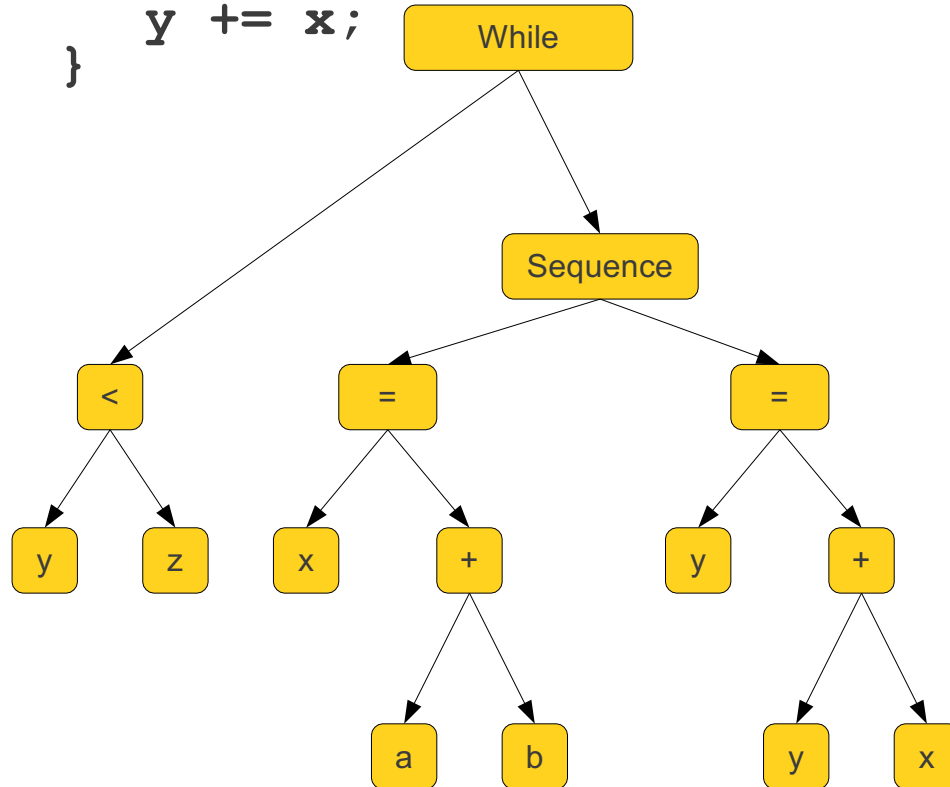 y += x;
}
While
Sequence
< = =
y z x + y +
a b y x